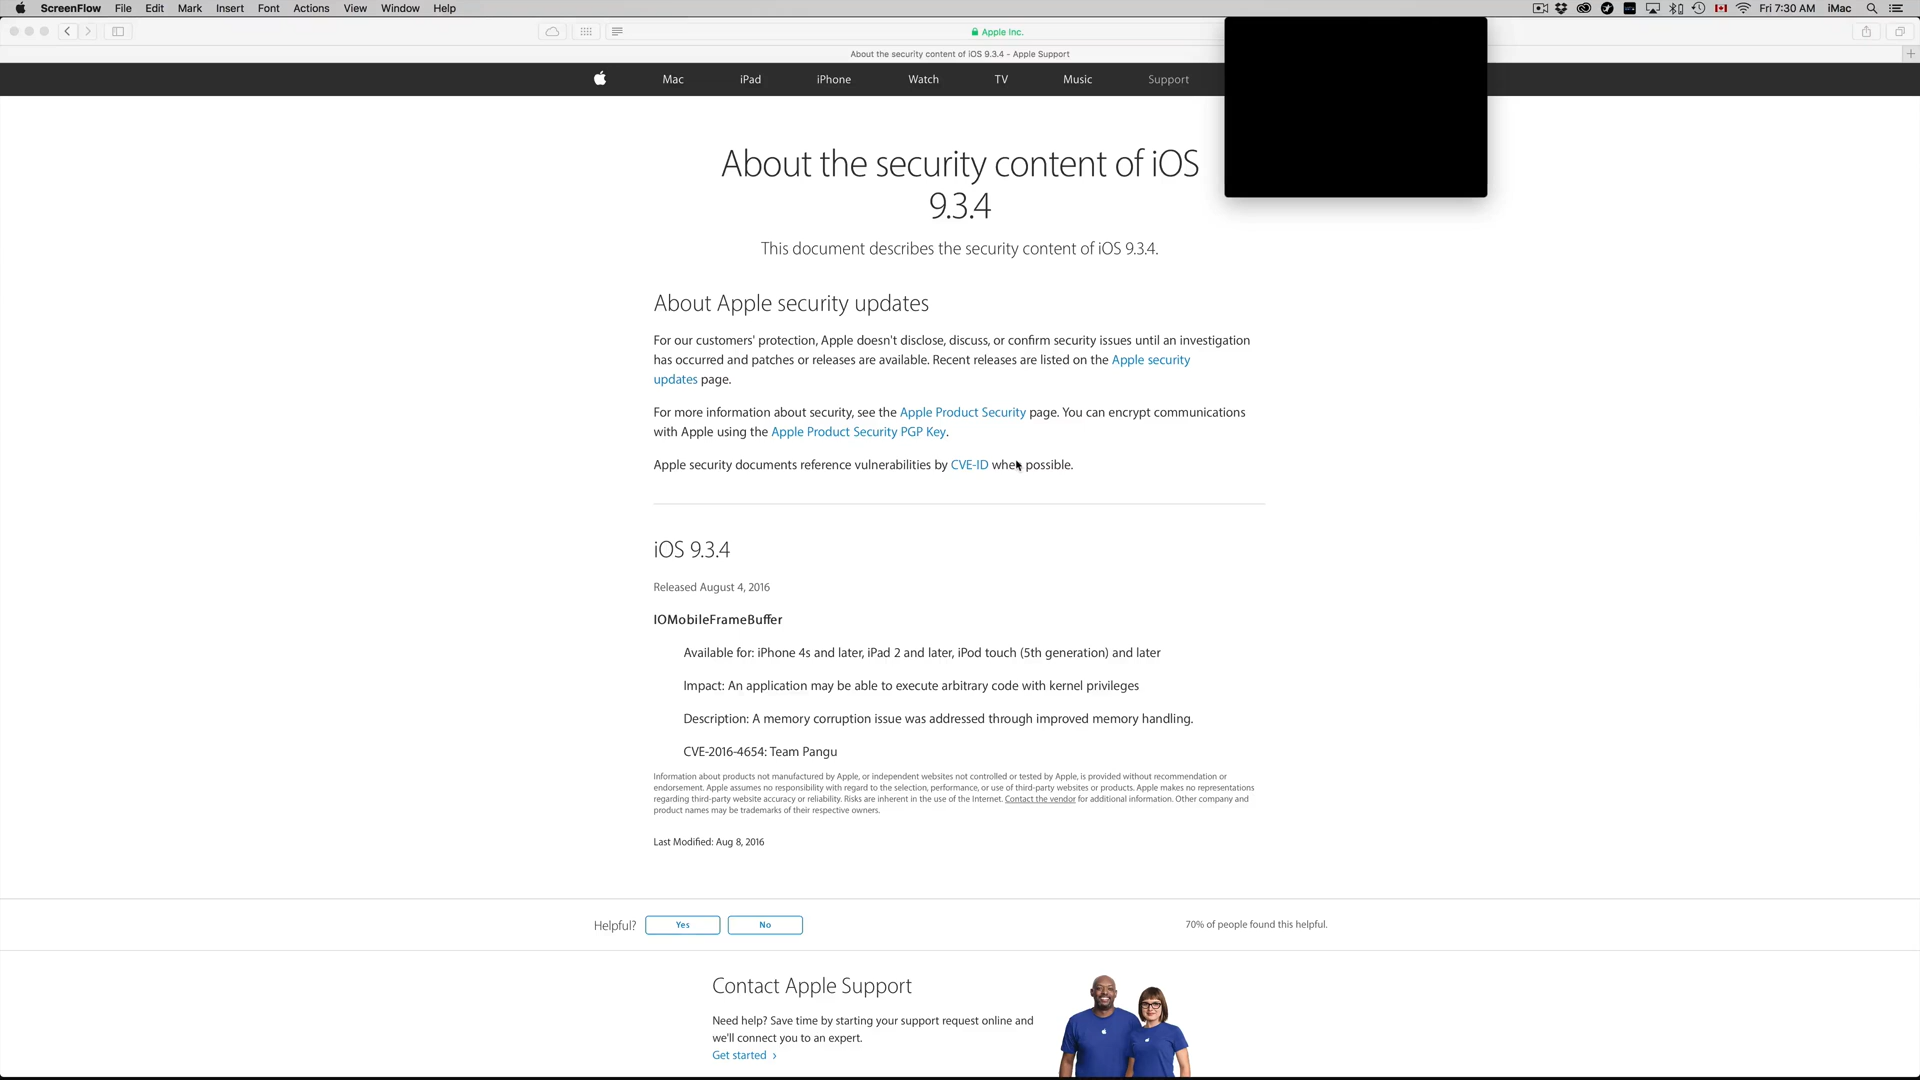 ScreenFlow File Edit Mark Insert Font Actions View Window Help Fri 7:30 AM iMac
Apple Inc.
About the security content of iOS 9.3.4 - Apple Support
Mac iPad iPhone Watch TV Music Support
About the security content of iOS
9.3.4
This document describes the security content of iOS 9.3.4.
About Apple security updates
For our customers' protection, Apple doesn't disclose, discuss, or confirm security issues until an investigation
has occurred and patches or releases are available. Recent releases are listed on the Apple security
updates page.
For more information about security, see the Apple Product Security page. You can encrypt communications
with Apple using the Apple Product Security PGP Key.
Apple security documents reference vulnerabilities by CVE-ID when possible.
iOS 9.3.4
Released August 4, 2016
IOMobileFrameBuffer
Available for: iPhone 4s and later, iPad 2 and later, iPod touch (5th generation) and later
Impact: An application may be able to execute arbitrary code with kernel privileges
Description: A memory corruption issue was addressed through improved memory handling.
CVE-2016-4654: Team Pangu
Information about products not manufactured by Apple, or independent websites not controlled or tested by Apple, is provided without recommendation or
endorsement. Apple assumes no responsibility with regard to the selection, performance, or use of third-party websites or products. Apple makes no representations
regarding third-party website accuracy or reliability. Risks are inherent in the use of the Internet. Contact the vendor for additional information. Other company and
product names may be trademarks of their respective owners.
Last Modified: Aug 8, 2016
Helpful? Yes No 70% of people found this helpful.
Contact Apple Support
Need help? Save time by starting your support request online and
we'll connect you to an expert.
Get started ›